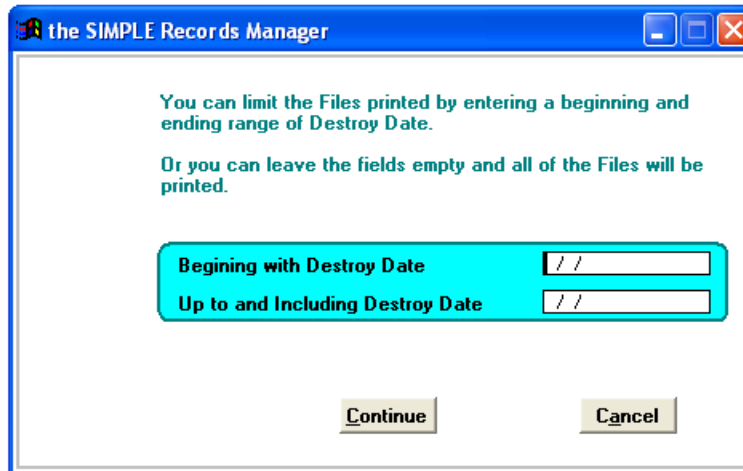 the SIMPLE Records Manager
You can limit the Files printed by entering a beginning and
ending range of Destroy Date.
Or you can leave the fields empty and all of the Files will be
printed.
Begining with Destroy Date / /
Up to and Including Destroy Date / /
Continue Cancel